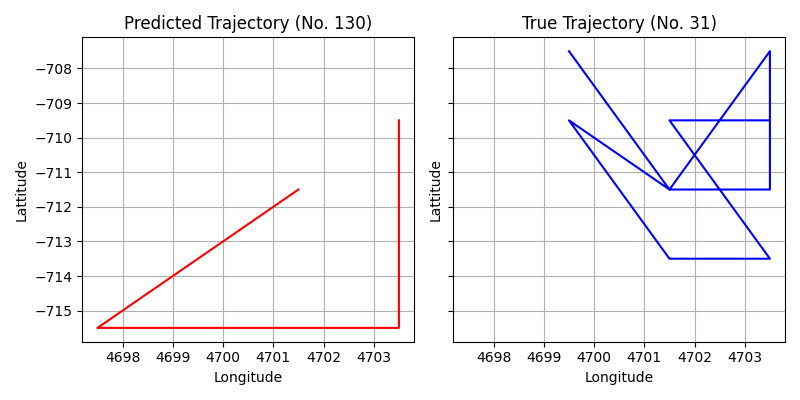 Predicted Trajectory (No. 130)
True Trajectory (No. 31)
Lattitude
−708
−709
−710
−711
−712
−713
−714
−715
4698 4699 4700 4701 4702 4703
Longitude
Lattitude
4698 4699 4700 4701 4702 4703
Longitude